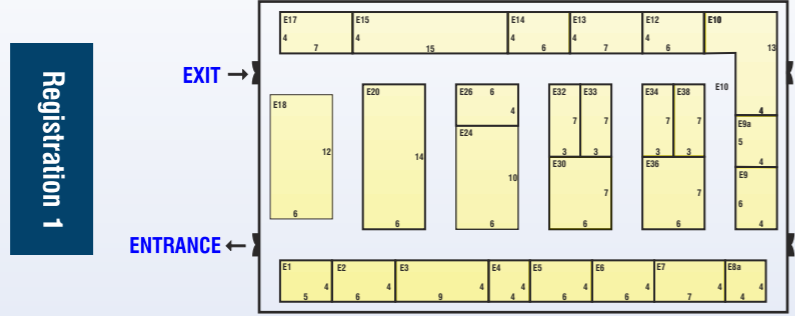 Registration 1
EXIT →
ENTRANCE ←
E17 4 7
E15 4 15
E14 4 6
E13 4 7
E12 4 6
E10 13 4
E10
E18 12 6
E20 14 6
E26 6 4
E24 10 6
E32 7 3
E33 7 3
E30 7 6
E34 7 3
E38 7 3
E36 7 6
E9a 5 4
E9 6 4
E1 4 5
E2 4 6
E3 4 9
E4 4 4
E5 4 6
E6 4 6
E7 4 7
E8a 4 4